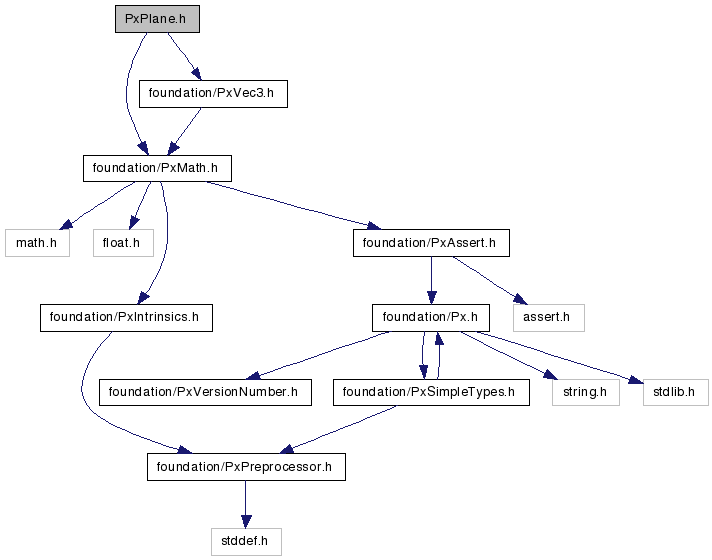 PxPlane.h
foundation/PxVec3.h
foundation/PxMath.h
math.h
float.h
foundation/PxAssert.h
foundation/PxIntrinsics.h
foundation/Px.h
assert.h
foundation/PxVersionNumber.h
foundation/PxSimpleTypes.h
string.h
stdlib.h
foundation/PxPreprocessor.h
stddef.h